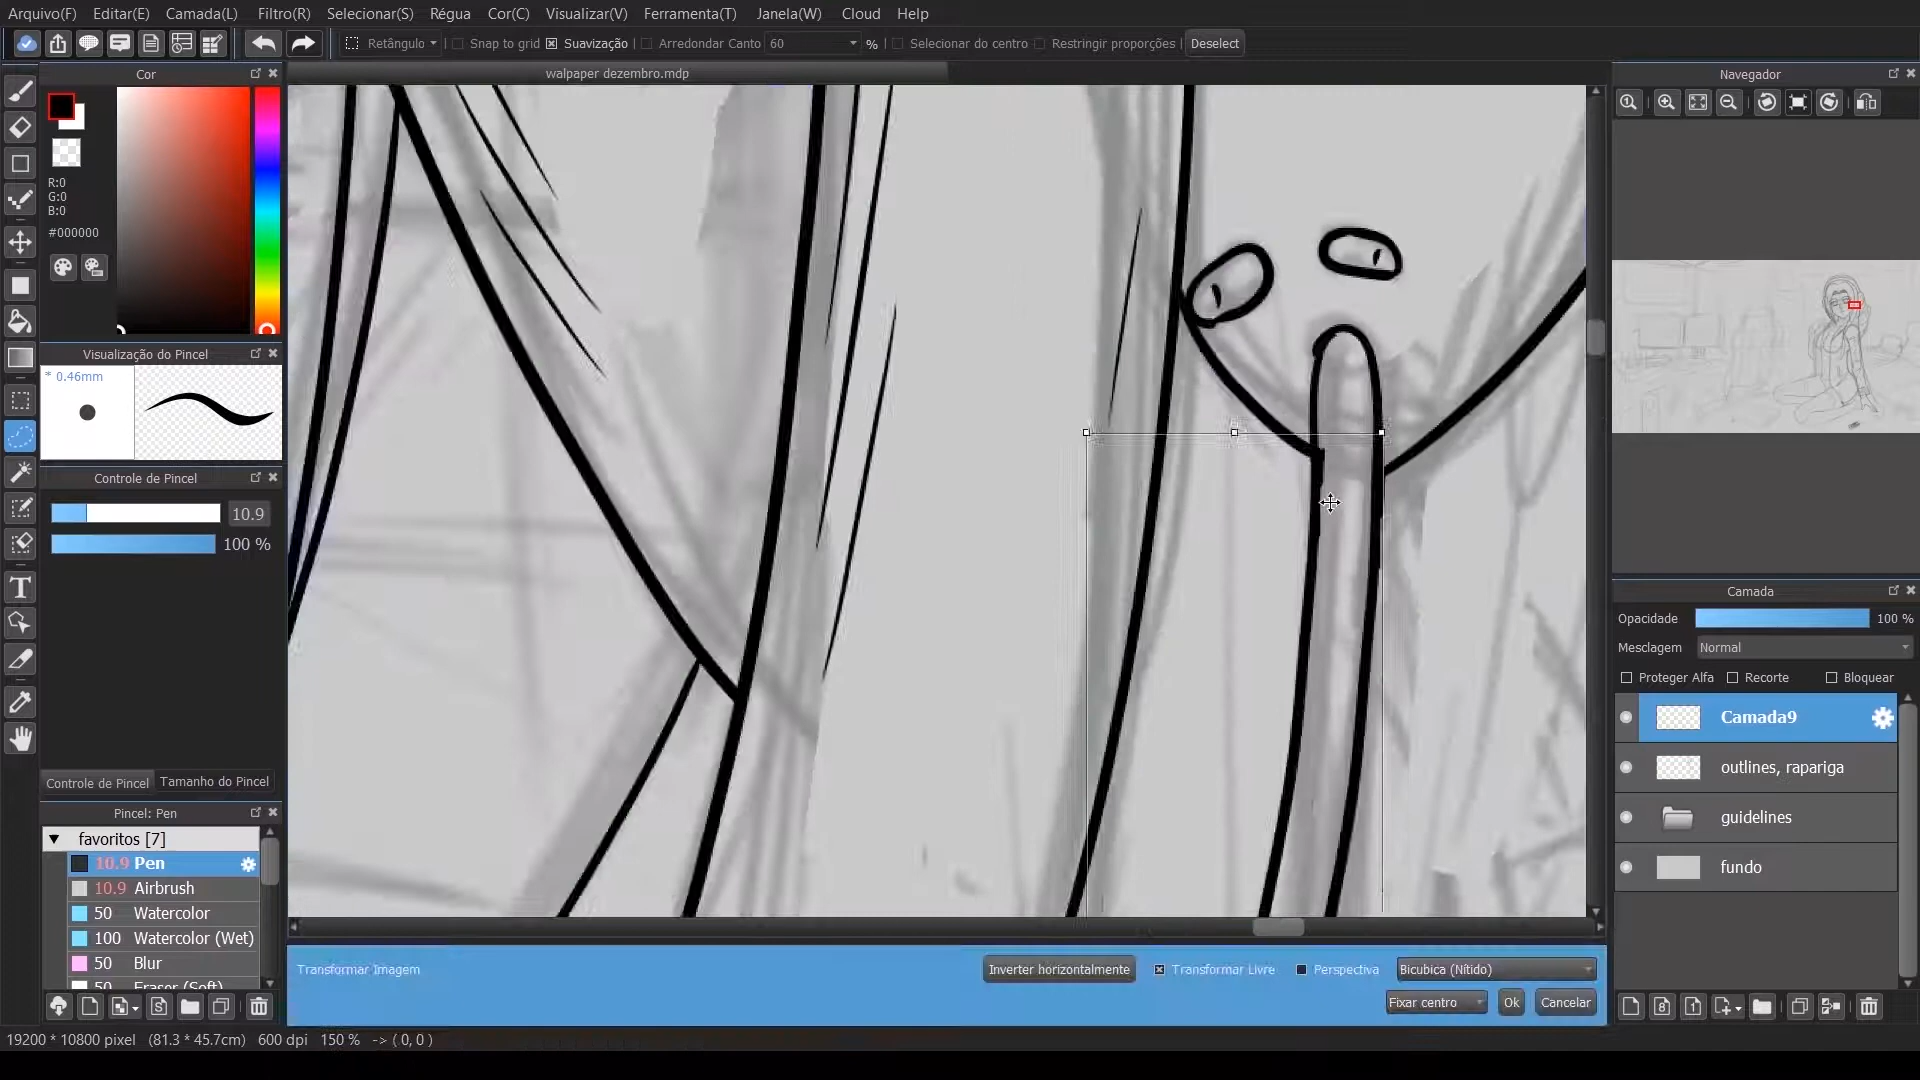 Arquivo(F) Editar(E) Camada(L) Filtro(R) Selecionar(S) Régua Cor(C) Visualizar(V) Ferramenta(T) Janela(W) Cloud Help
Retângulo Snap to grid Suavização Arredondar Canto 60 % Selecionar do centro Restringir proporções Deselect
Cor
walpaper dezembro.mdp
Navegador
R:0
G:0
B:0
#000000
Visualização do Pincel
* 0.46mm
Controle de Pincel
10.9
100 %
Controle de Pincel Tamanho do Pincel
Pincel: Pen
favoritos [7]
10.9 Pen
10.9 Airbrush
50 Watercolor
100 Watercolor (Wet)
50 Blur
50 Eraser (Soft)
Camada
Opacidade 100 %
Mesclagem Normal
Proteger Alfa Recorte Bloquear
Camada9
outlines, rapariga
guidelines
fundo
Transformar Imagem Inverter horizontalmente Transformar Livre Perspectiva Bicubica (Nítido)
Fixar centro Ok Cancelar
19200 * 10800 pixel (81.3 * 45.7cm) 600 dpi 150 % -> ( 0, 0 )